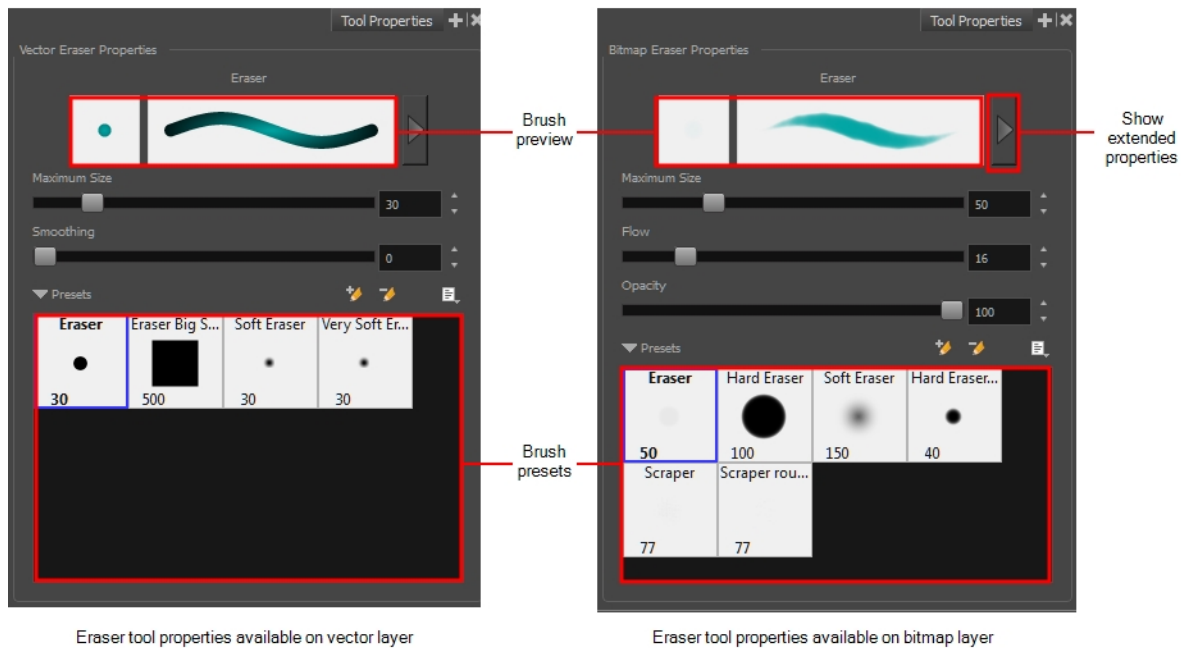 Tool Properties
Vector Eraser Properties
Eraser
Maximum Size
30
Smoothing
0
Presets
Eraser
Eraser Big S...
Soft Eraser
Very Soft Er...
30
500
30
30
Brush
preview
Brush
presets
Tool Properties
Bitmap Eraser Properties
Eraser
Maximum Size
50
Flow
16
Opacity
100
Presets
Eraser
Hard Eraser
Soft Eraser
Hard Eraser...
50
100
150
40
Scraper
Scraper rou...
77
77
Show
extended
properties
Eraser tool properties available on vector layer
Eraser tool properties available on bitmap layer